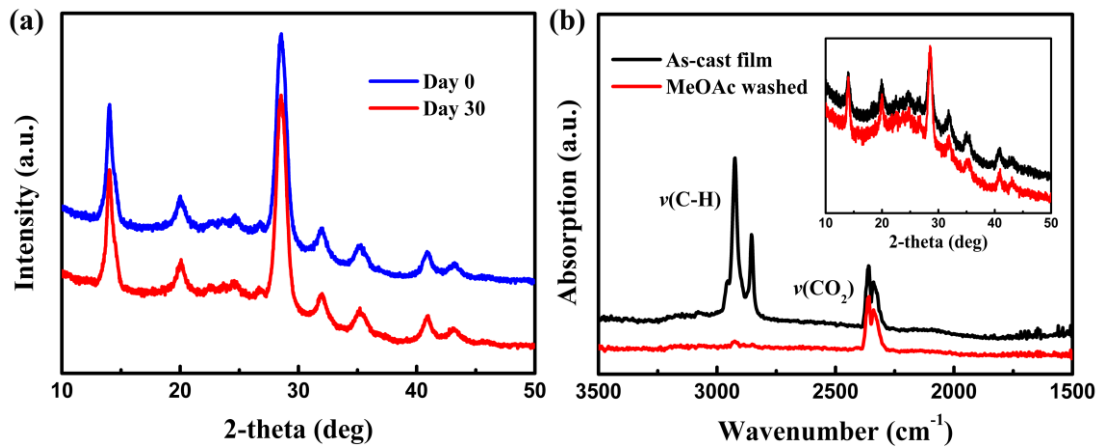 (a)
Day 0
Day 30
Intensity (a.u.)
10 20 30 40 50
2-theta (deg)
(b)
As-cast film
MeOAc washed
ν(C-H)
ν(CO₂)
Absorption (a.u.)
3500 3000 2500 2000 1500
Wavenumber (cm⁻¹)
10 20 30 40 50
2-theta (deg)